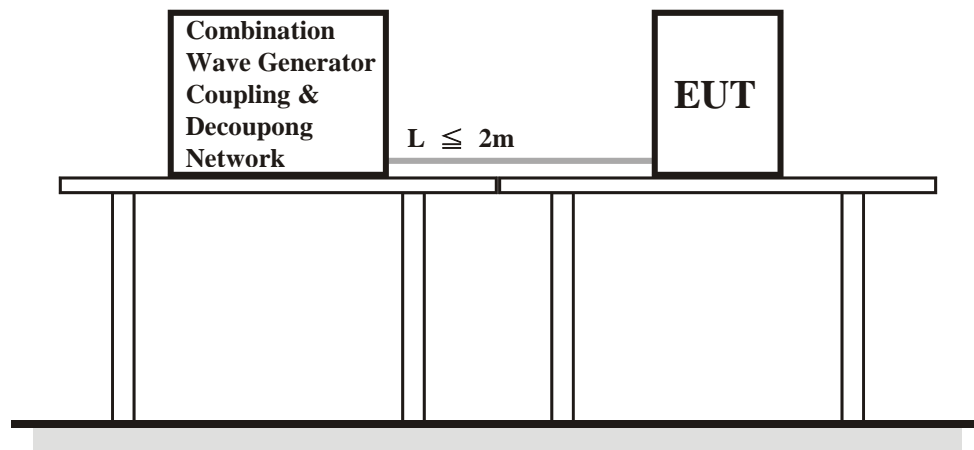 Combination
Wave Generator
Coupling &
Decoupong
Network
L ≦ 2m
EUT